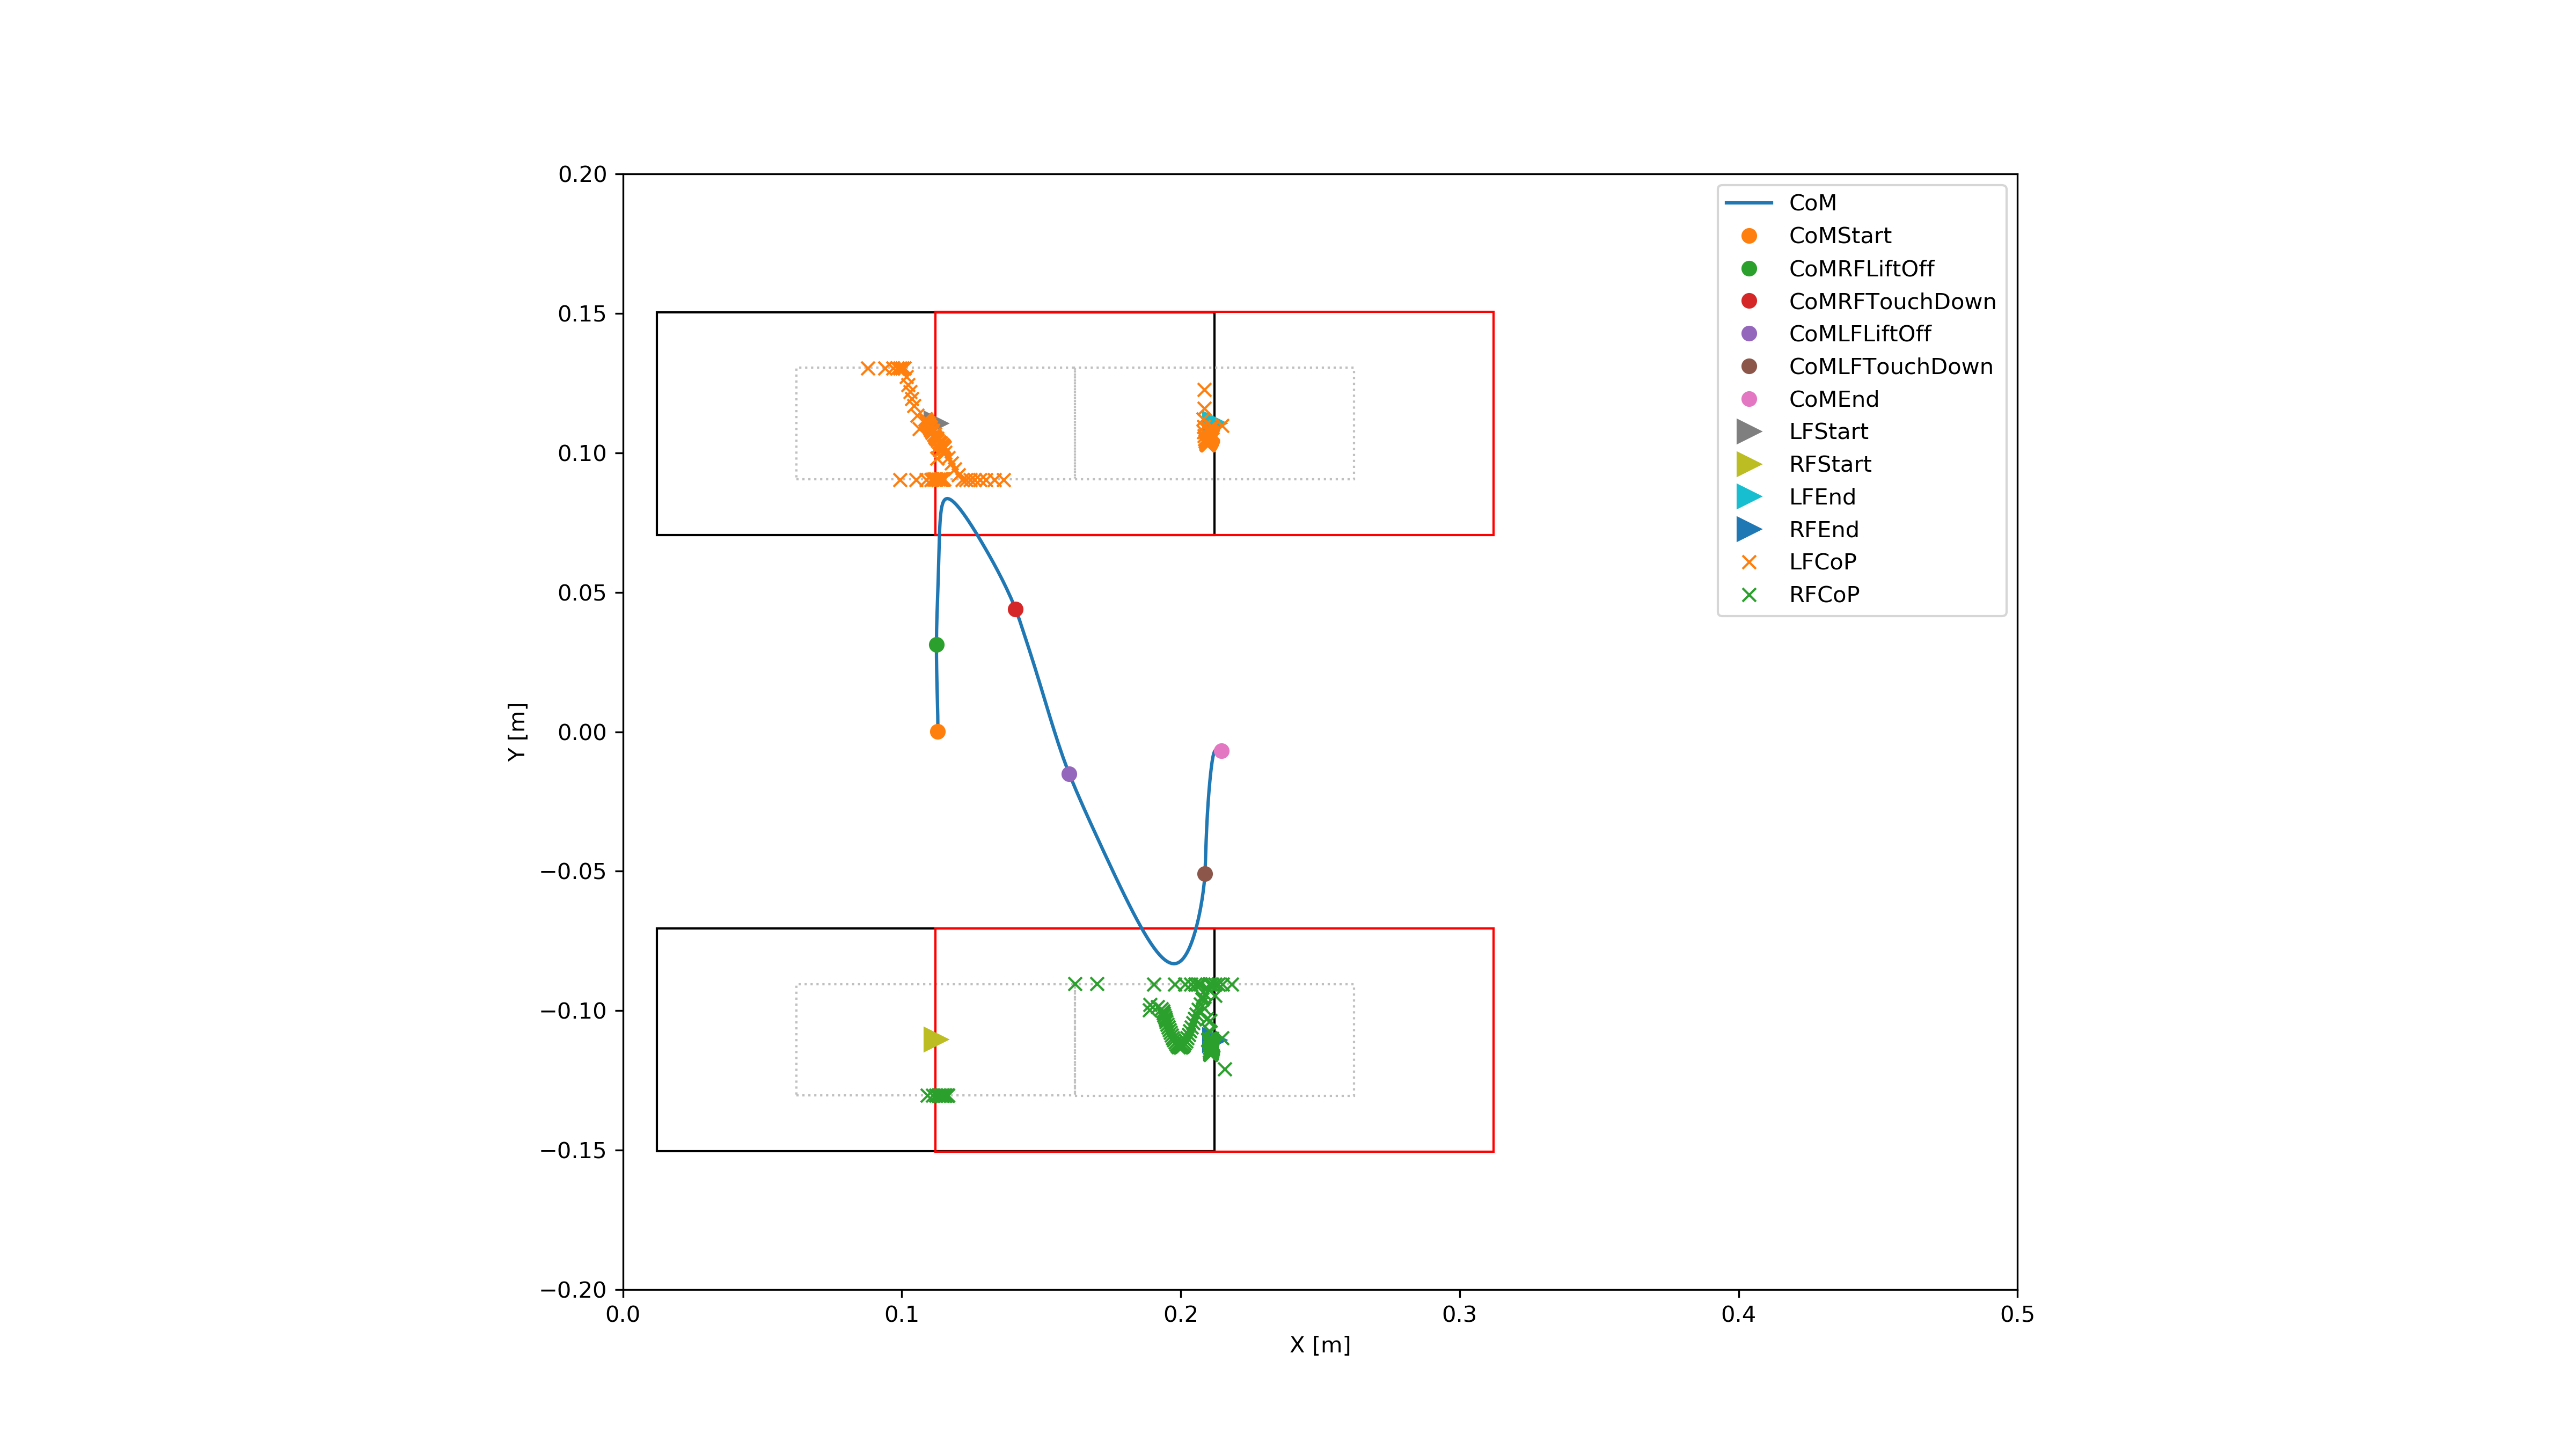 0.20
0.15
0.10
0.05
0.00
−0.05
−0.10
−0.15
−0.20
Y [m]
0.0 0.1 0.2 0.3 0.4 0.5
X [m]
CoM
CoMStart
CoMRFLiftOff
CoMRFTouchDown
CoMLFLiftOff
CoMLFTouchDown
CoMEnd
LFStart
RFStart
LFEnd
RFEnd
LFCoP
RFCoP